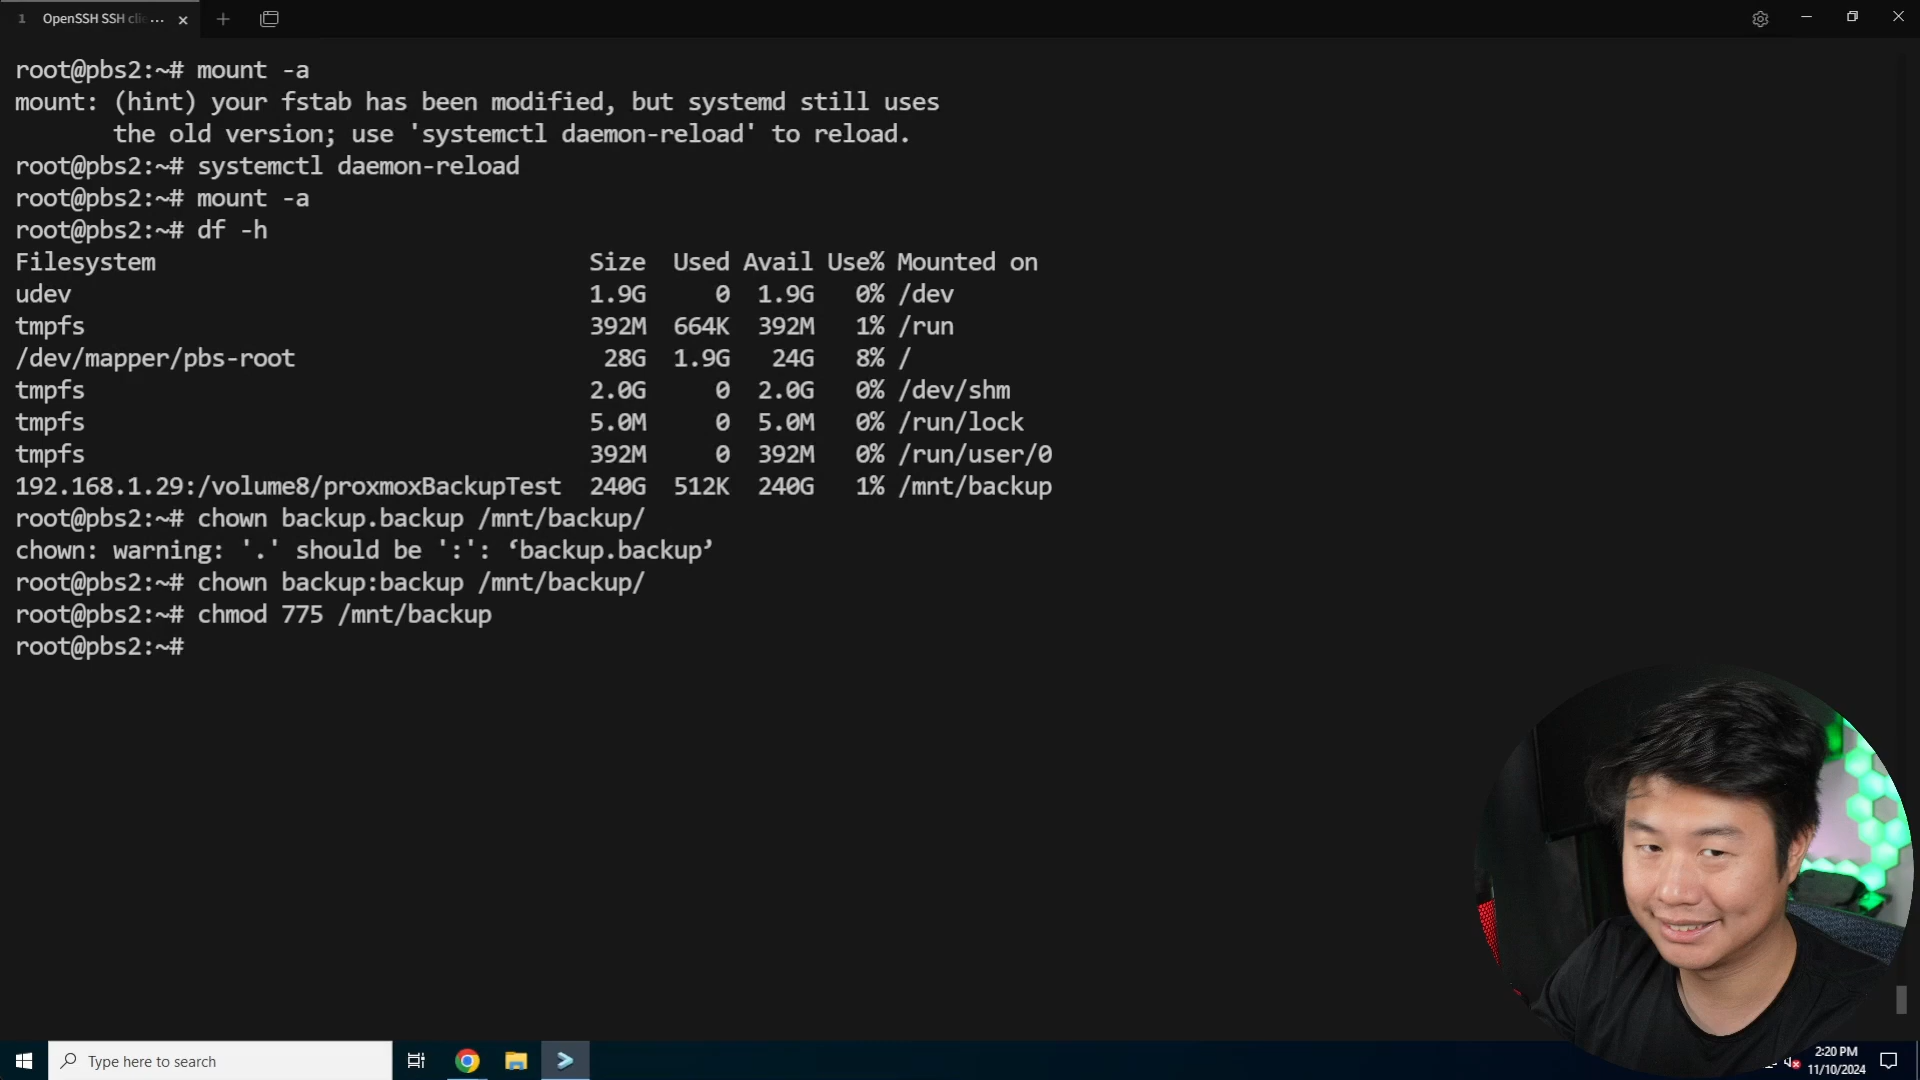 1 OpenSSH SSH clie ...
root@pbs2:~# mount -a
mount: (hint) your fstab has been modified, but systemd still uses
the old version; use 'systemctl daemon-reload' to reload.
root@pbs2:~# systemctl daemon-reload
root@pbs2:~# mount -a
root@pbs2:~# df -h
Filesystem Size Used Avail Use% Mounted on
udev 1.9G 0 1.9G 0% /dev
tmpfs 392M 664K 392M 1% /run
/dev/mapper/pbs-root 28G 1.9G 24G 8% /
tmpfs 2.0G 0 2.0G 0% /dev/shm
tmpfs 5.0M 0 5.0M 0% /run/lock
tmpfs 392M 0 392M 0% /run/user/0
192.168.1.29:/volume8/proxmoxBackupTest 240G 512K 240G 1% /mnt/backup
root@pbs2:~# chown backup.backup /mnt/backup/
chown: warning: '.' should be ':': ‘backup.backup’
root@pbs2:~# chown backup:backup /mnt/backup/
root@pbs2:~# chmod 775 /mnt/backup
root@pbs2:~#
Type here to search
2:20 PM
11/10/2024